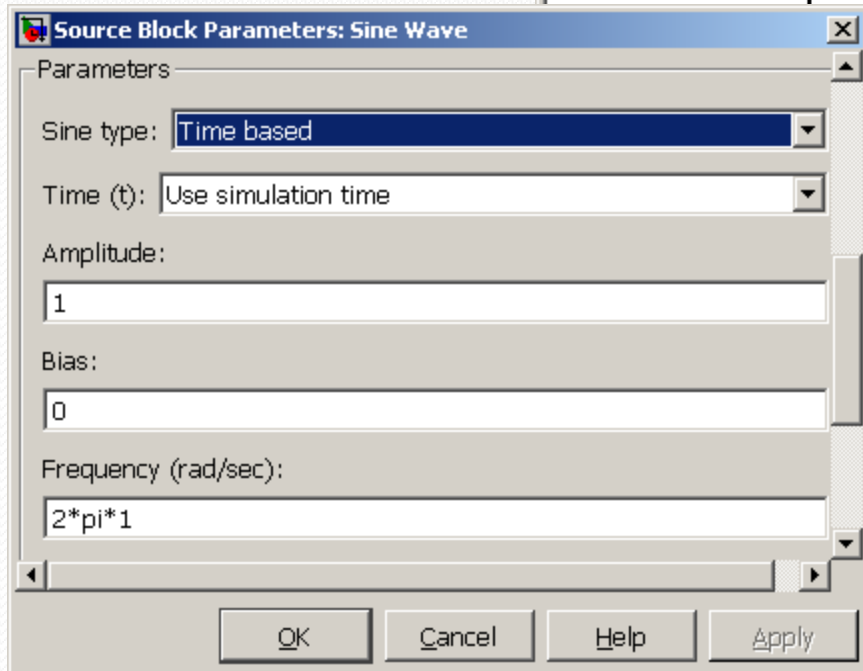 Source Block Parameters: Sine Wave
Parameters
Sine type: Time based
Time (t): Use simulation time
Amplitude:
1
Bias:
0
Frequency (rad/sec):
2*pi*1
OK Cancel Help Apply